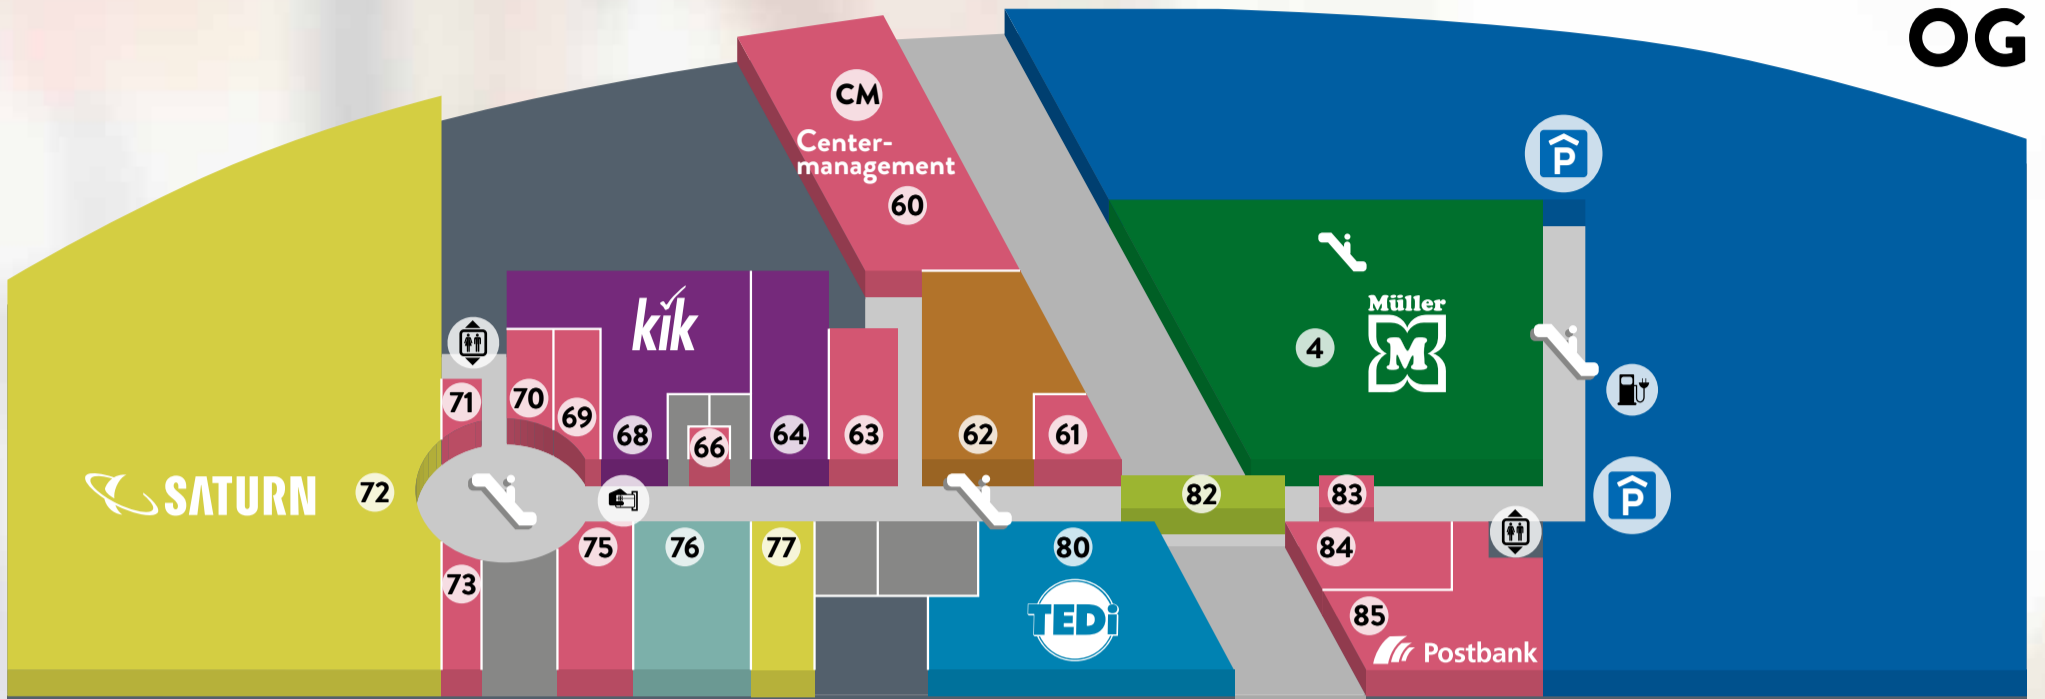 OG
CM
Center-
management
60
P
kik
Müller
M
4
71
70
69
68
66
64
63
62
61
SATURN
72
82
83
P
73
75
76
77
80
TEDi
84
85
Postbank